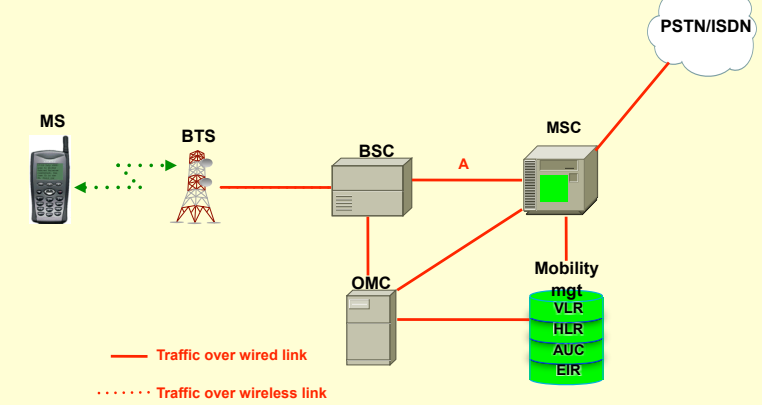 PSTN/ISDN
MS
BTS
BSC
A
MSC
OMC
Mobility
mgt
VLR
HLR
AUC
EIR
Traffic over wired link
Traffic over wireless link